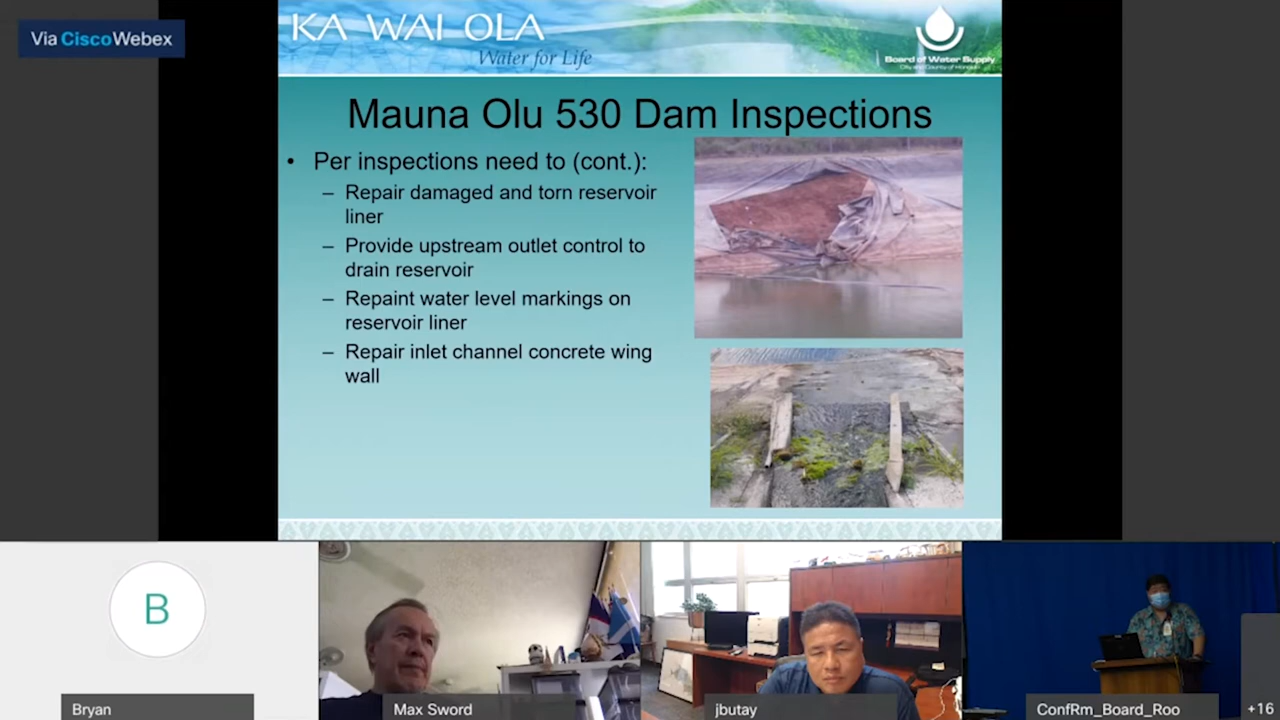 Via CiscoWebex
KA WAI OLA
Water for Life
Board of Water Supply
City and County of Honolulu
Mauna Olu 530 Dam Inspections
• Per inspections need to (cont.):
– Repair damaged and torn reservoir
liner
– Provide upstream outlet control to
drain reservoir
– Repaint water level markings on
reservoir liner
– Repair inlet channel concrete wing
wall
B
Bryan
Max Sword
jbutay
ConfRm_Board_Roo
+16